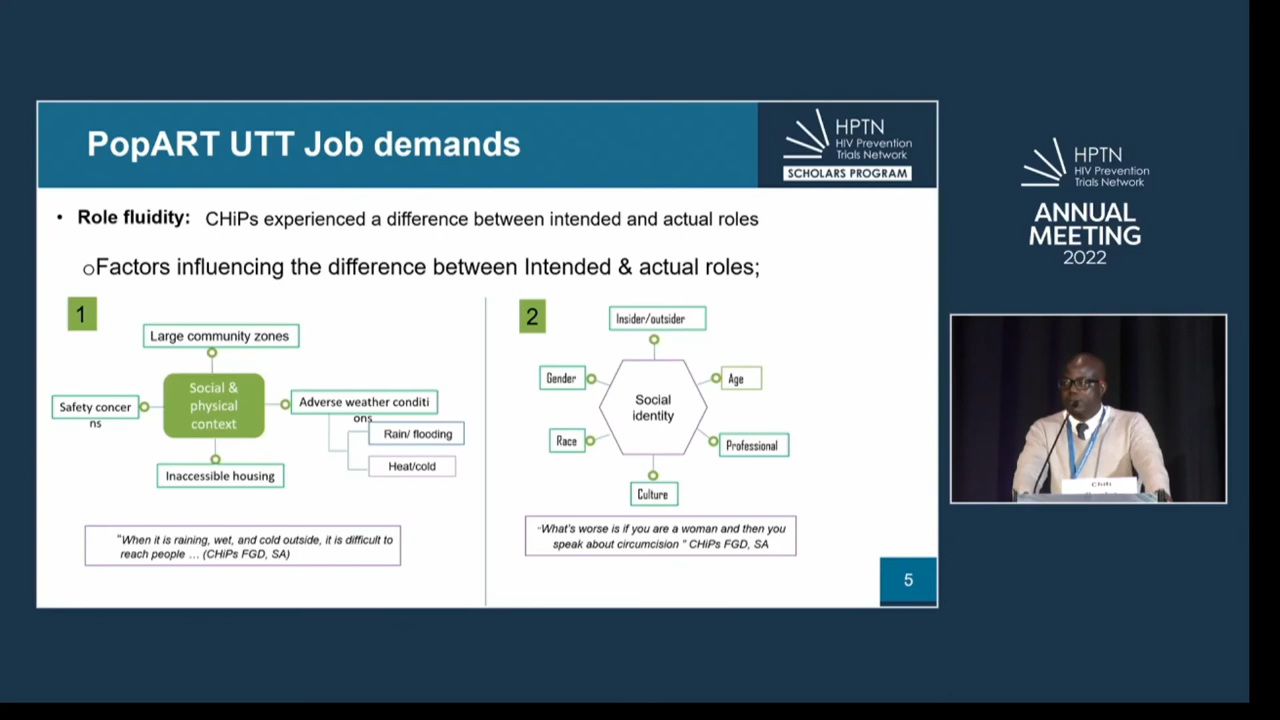 PopART UTT Job demands
HPTN
HIV Prevention
Trials Network
SCHOLARS PROGRAM
• Role fluidity: CHiPs experienced a difference between intended and actual roles
oFactors influencing the difference between Intended & actual roles;
1
Large community zones
Social &
physical
context
Safety concer
ns
Adverse weather conditi
ons
Rain/ flooding
Heat/cold
Inaccessible housing
"When it is raining, wet, and cold outside, it is difficult to
reach people … (CHiPs FGD, SA)
2
Insider/outsider
Gender
Age
Social
identity
Race
Professional
Culture
"What's worse is if you are a woman and then you
speak about circumcision " CHiPs FGD, SA
5
HPTN
HIV Prevention
Trials Network
ANNUAL
MEETING
2022